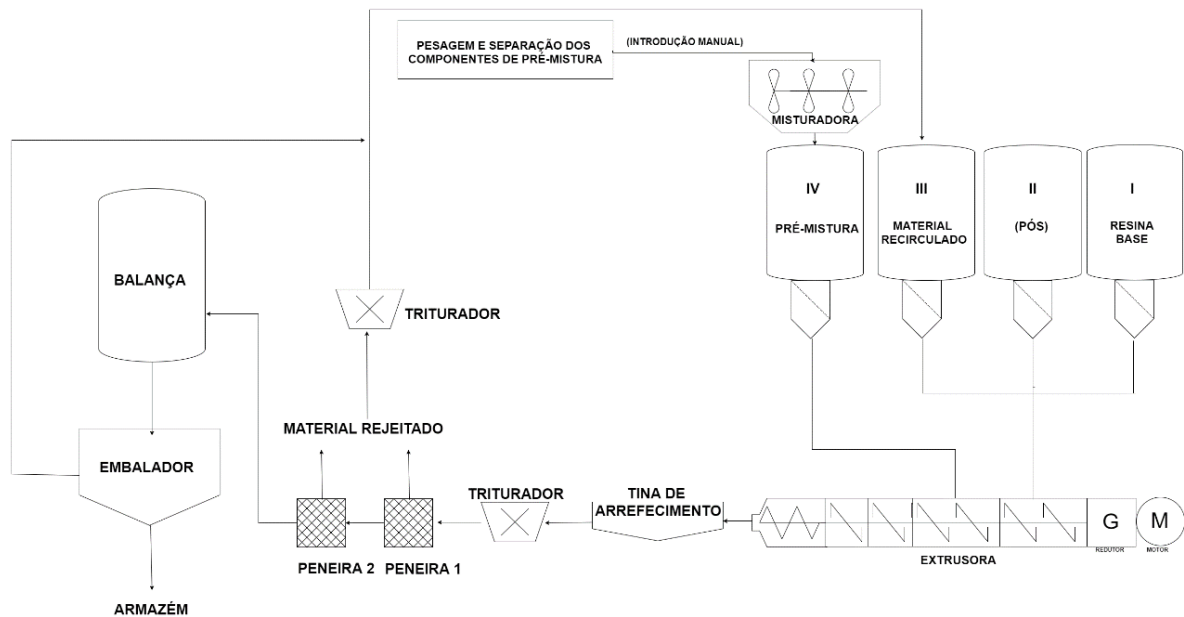 PESAGEM E SEPARAÇÃO DOS
COMPONENTES DE PRÉ-MISTURA
(INTRODUÇÃO MANUAL)
MISTURADORA
IV
PRÉ-MISTURA
III
MATERIAL
RECIRCULADO
II
(PÓS)
I
RESINA
BASE
BALANÇA
TRITURADOR
MATERIAL REJEITADO
EMBALADOR
TRITURADOR
TINA DE
ARREFECIMENTO
G
M
REDUTOR
MOTOR
EXTRUSORA
PENEIRA 2
PENEIRA 1
ARMAZÉM